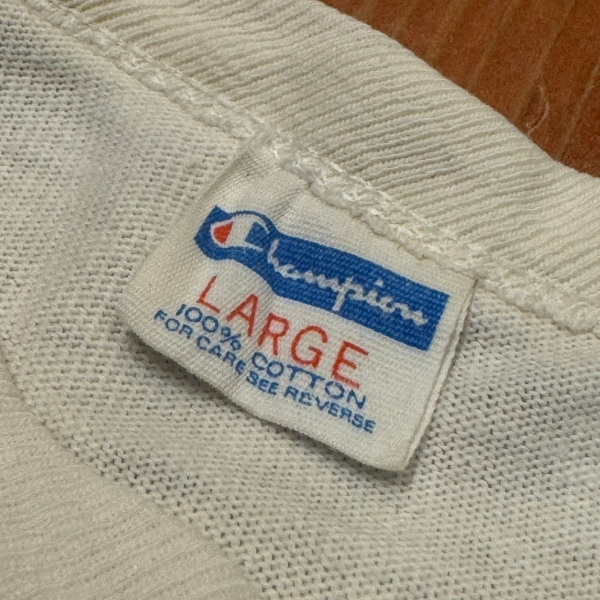 Champion
LARGE
100% COTTON
FOR CARE SEE REVERSE